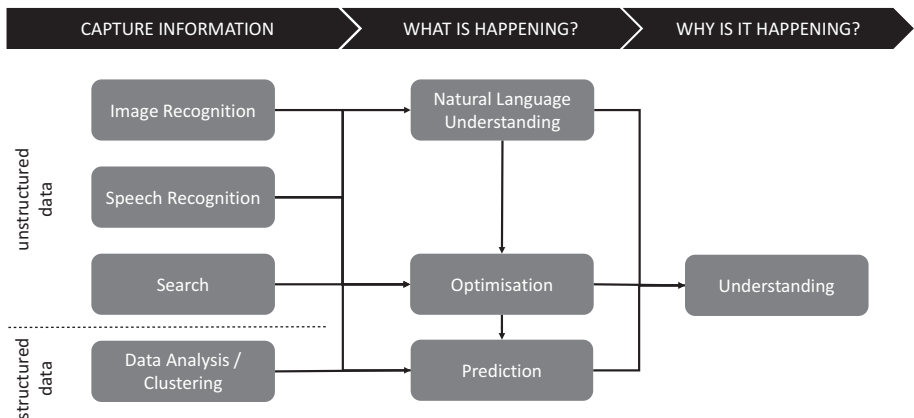 CAPTURE INFORMATION
WHAT IS HAPPENING?
WHY IS IT HAPPENING?
unstructured
data
Image Recognition
Speech Recognition
Search
Natural Language
Understanding
Optimisation
Understanding
structured
data
Data Analysis /
Clustering
Prediction